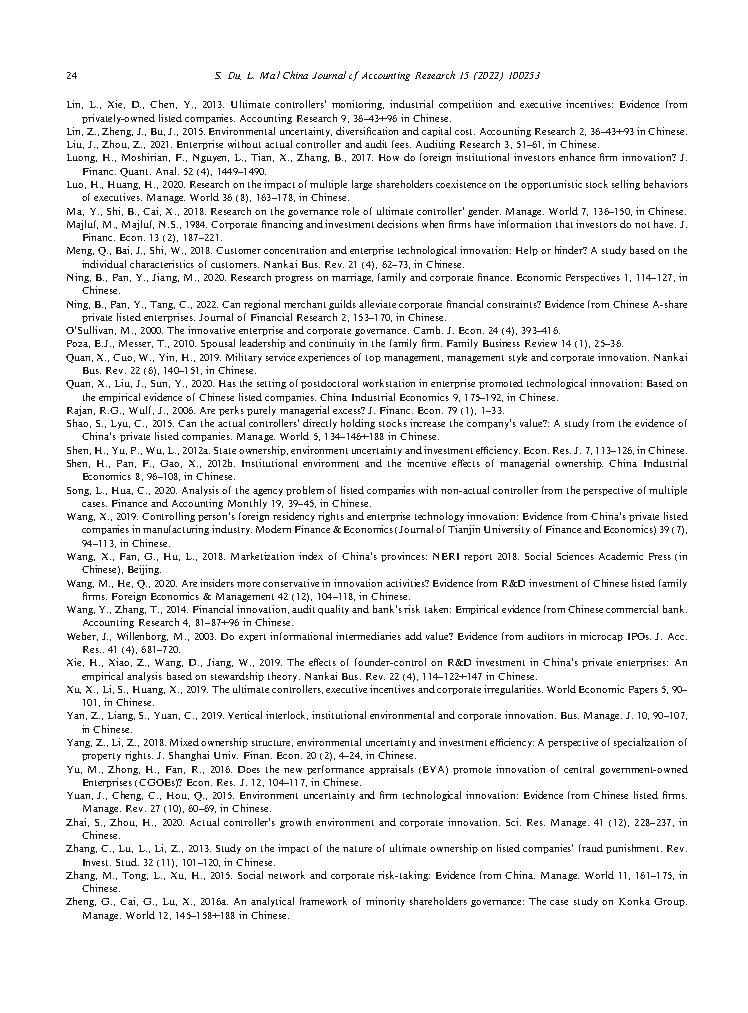 24
S. Du, L. Ma / China Journal of Accounting Research 15 (2022) 100253
Lin, L., Xie, D., Chen, Y., 2013. Ultimate controllers' monitoring, industrial competition and executive incentives: Evidence from
privately-owned listed companies. Accounting Research 9, 36–43+96 in Chinese.
Lin, Z., Zheng, J., Bu, J., 2015. Environmental uncertainty, diversification and capital cost. Accounting Research 2, 36–43+93 in Chinese.
Liu, J., Zhou, Z., 2021. Enterprise without actual controller and audit fees. Auditing Research 3, 51–61, in Chinese.
Luong, H., Moshirian, F., Nguyen, L., Tian, X., Zhang, B., 2017. How do foreign institutional investors enhance firm innovation? J.
Financ. Quant. Anal. 52 (4), 1449–1490.
Luo, H., Huang, H., 2020. Research on the impact of multiple large shareholders coexistence on the opportunistic stock selling behaviors
of executives. Manage. World 36 (8), 163–178, in Chinese.
Ma, Y., Shi, B., Cai, X., 2018. Research on the governance role of ultimate controller' gender. Manage. World 7, 136–150, in Chinese.
Majluf, M., Majluf, N.S., 1984. Corporate financing and investment decisions when firms have information that investors do not have. J.
Financ. Econ. 13 (2), 187–221.
Meng, Q., Bai, J., Shi, W., 2018. Customer concentration and enterprise technological innovation: Help or hinder? A study based on the
individual characteristics of customers. Nankai Bus. Rev. 21 (4), 62–73, in Chinese.
Ning, B., Pan, Y., Jiang, M., 2020. Research progress on marriage, family and corporate finance. Economic Perspectives 1, 114–127, in
Chinese.
Ning, B., Pan, Y., Tang, C., 2022. Can regional merchant guilds alleviate corporate financial constraints? Evidence from Chinese A-share
private listed enterprises. Journal of Financial Research 2, 153–170, in Chinese.
O'Sullivan, M., 2000. The innovative enterprise and corporate governance. Camb. J. Econ. 24 (4), 393–416.
Poza, E.J., Messer, T., 2010. Spousal leadership and continuity in the family firm. Family Business Review 14 (1), 25–36.
Quan, X., Cuo, W., Yin, H., 2019. Military service experiences of top management, management style and corporate innovation. Nankai
Bus. Rev. 22 (6), 140–151, in Chinese.
Quan, X., Liu, J., Sun, Y., 2020. Has the setting of postdoctoral workstation in enterprise promoted technological innovation: Based on
the empirical evidence of Chinese listed companies. China Industrial Economics 9, 175–192, in Chinese.
Rajan, R.G., Wulf, J., 2006. Are perks purely managerial excess? J. Financ. Econ. 79 (1), 1–33.
Shao, S., Lyu, C., 2015. Can the actual controllers' directly holding stocks increase the company's value?: A study from the evidence of
China's private listed companies. Manage. World 5, 134–146+188 in Chinese.
Shen, H., Yu, P., Wu, L., 2012a. State ownership, environment uncertainty and investment efficiency. Econ. Res. J. 7, 113–126, in Chinese.
Shen, H., Pan, F., Gao, X., 2012b. Institutional environment and the incentive effects of managerial ownership. China Industrial
Economics 8, 96–108, in Chinese.
Song, L., Hua, C., 2020. Analysis of the agency problem of listed companies with non-actual controller from the perspective of multiple
cases. Finance and Accounting Monthly 19, 39–45, in Chinese.
Wang, X., 2019. Controlling person's foreign residency rights and enterprise technology innovation: Evidence from China's private listed
companies in manufacturing industry. Modern Finance & Economics (Journal of Tianjin University of Finance and Economics) 39 (7),
94–113, in Chinese.
Wang, X., Fan, G., Hu, L., 2018. Marketization index of China's provinces: NERI report 2018. Social Sciences Academic Press (in
Chinese), Beijing.
Wang, M., He, Q., 2020. Are insiders more conservative in innovation activities? Evidence from R&D investment of Chinese listed family
firms. Foreign Economics & Management 42 (12), 104–118, in Chinese.
Wang, Y., Zhang, T., 2014. Financial innovation, audit quality and bank's risk taken: Empirical evidence from Chinese commercial bank.
Accounting Research 4, 81–87+96 in Chinese.
Weber, J., Willenborg, M., 2003. Do expert informational intermediaries add value? Evidence from auditors in microcap IPOs. J. Acc.
Res.. 41 (4), 681–720.
Xie, H., Xiao, Z., Wang, D., Jiang, W., 2019. The effects of founder-control on R&D investment in China's private enterprises: An
empirical analysis based on stewardship theory. Nankai Bus. Rev. 22 (4), 114–122+147 in Chinese.
Xu, X., Li, S., Huang, X., 2019. The ultimate controllers, executive incentives and corporate irregularities. World Economic Papers 5, 90–
101, in Chinese.
Yan, Z., Liang, S., Yuan, C., 2019. Vertical interlock, institutional environmental and corporate innovation. Bus. Manage. J. 10, 90–107,
in Chinese.
Yang, Z., Li, Z., 2018. Mixed ownership structure, environmental uncertainty and investment efficiency: A perspective of specialization of
property rights. J. Shanghai Univ. Finan. Econ. 20 (2), 4–24, in Chinese.
Yu, M., Zhong, H., Fan, R., 2016. Does the new performance appraisals (EVA) promote innovation of central government-owned
Enterprises (CGOEs)? Econ. Res. J. 12, 104–117, in Chinese.
Yuan, J., Cheng, C., Hou, Q., 2015. Environment uncertainty and firm technological innovation: Evidence from Chinese listed firms.
Manage. Rev. 27 (10), 60–69, in Chinese.
Zhai, S., Zhou, H., 2020. Actual controller's growth environment and corporate innovation. Sci. Res. Manage. 41 (12), 228–237, in
Chinese.
Zhang, C., Lu, L., Li, Z., 2013. Study on the impact of the nature of ultimate ownership on listed companies' fraud punishment. Rev.
Invest. Stud. 32 (11), 101–120, in Chinese.
Zhang, M., Tong, L., Xu, H., 2015. Social network and corporate risk-taking: Evidence from China. Manage. World 11, 161–175, in
Chinese.
Zheng, G., Cai, G., Lu, X., 2016a. An analytical framework of minority shareholders governance: The case study on Konka Group.
Manage. World 12, 145–158+188 in Chinese.